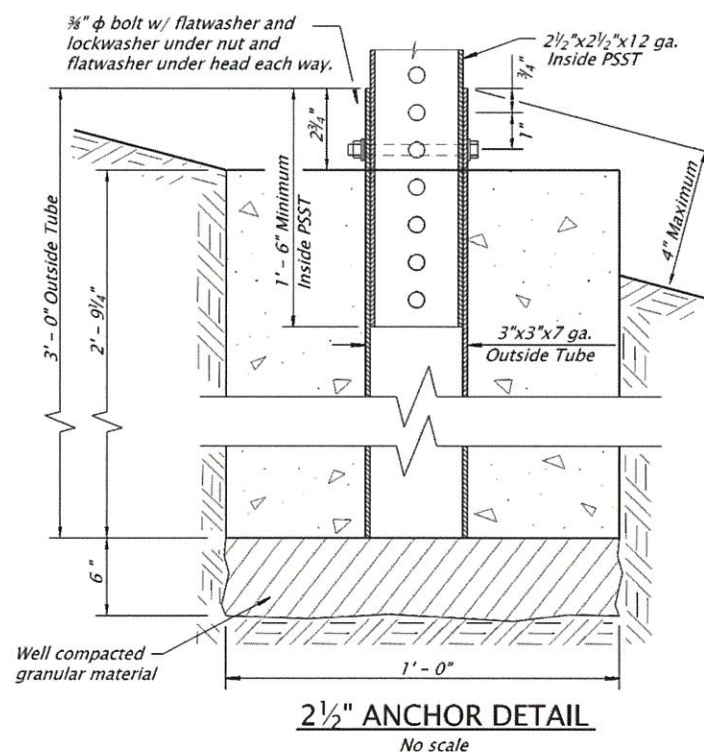 ⅜" ϕ bolt w/ flatwasher and
lockwasher under nut and
flatwasher under head each way.
2½"x2½"x12 ga.
Inside PSST
¾"
1"
2¾"
4" Maximum
1' - 6" Minimum
Inside PSST
3' - 0" Outside Tube
2' - 9¼"
3"x3"x7 ga.
Outside Tube
6"
Well compacted
granular material
1' - 0"
2½" ANCHOR DETAIL
No scale